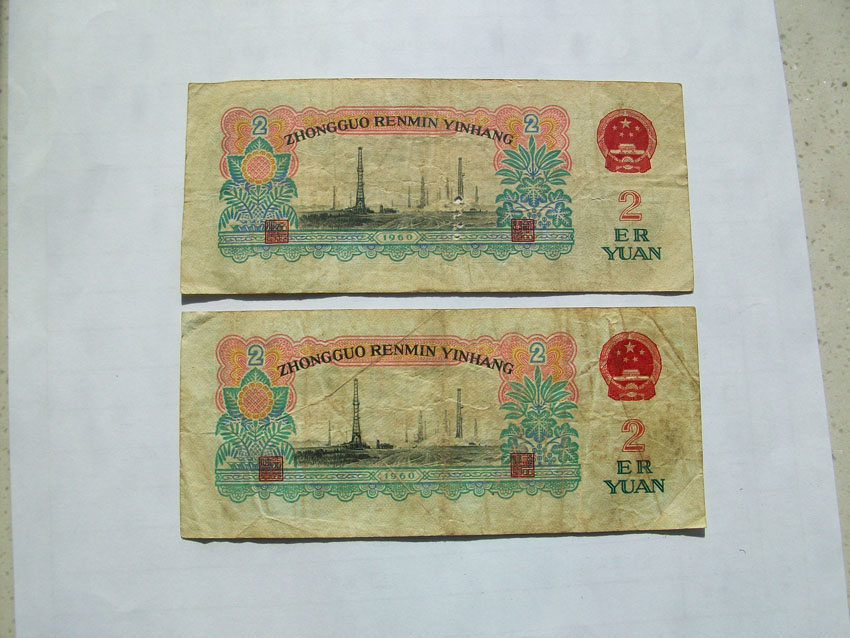 2 ZHONGGUO RENMIN YINHANG 2
1960
2
ER
YUAN
2 ZHONGGUO RENMIN YINHANG 2
1960
2
ER
YUAN